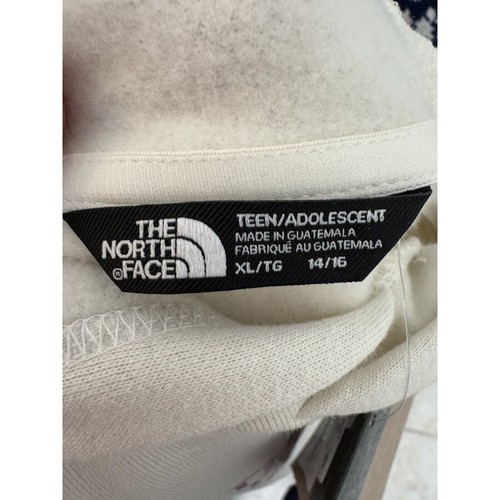 THE
NORTH
FACE®
TEEN/ADOLESCENT
MADE IN GUATEMALA
FABRIQUÉ AU GUATEMALA
XL/TG 14/16